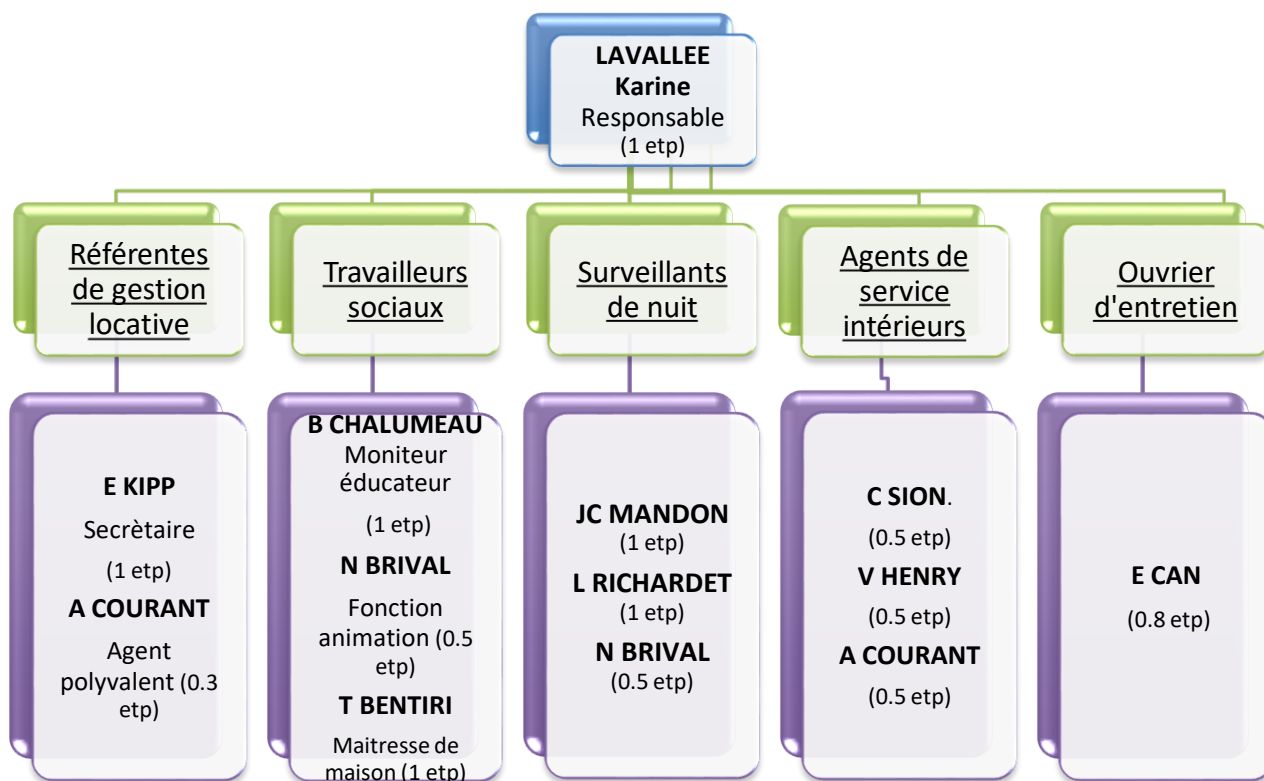 LAVALLEE
Karine
Responsable
(1 etp)
Référentes
de gestion
locative
Travailleurs
sociaux
Surveillants
de nuit
Agents de
service
intérieurs
Ouvrier
d'entretien
E KIPP
Secrètaire
(1 etp)
A COURANT
Agent
polyvalent (0.3
etp)
B CHALUMEAU
Moniteur
éducateur
(1 etp)
N BRIVAL
Fonction
animation (0.5
etp)
T BENTIRI
Maitresse de
maison (1 etp)
JC MANDON
(1 etp)
L RICHARDET
(1 etp)
N BRIVAL
(0.5 etp)
C SION.
(0.5 etp)
V HENRY
(0.5 etp)
A COURANT
(0.5 etp)
E CAN
(0.8 etp)